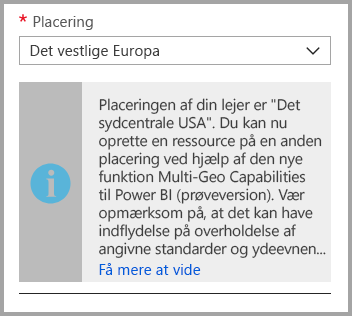 * Placering
Det vestlige Europa
Placeringen af din lejer er "Det
sydcentrale USA". Du kan nu
oprette en ressource på en anden
placering ved hjælp af den nye
funktion Multi-Geo Capabilities
til Power BI (prøveversion). Vær
opmærksom på, at det kan have
indflydelse på overholdelse af
angivne standarder og ydeevnen...
Få mere at vide